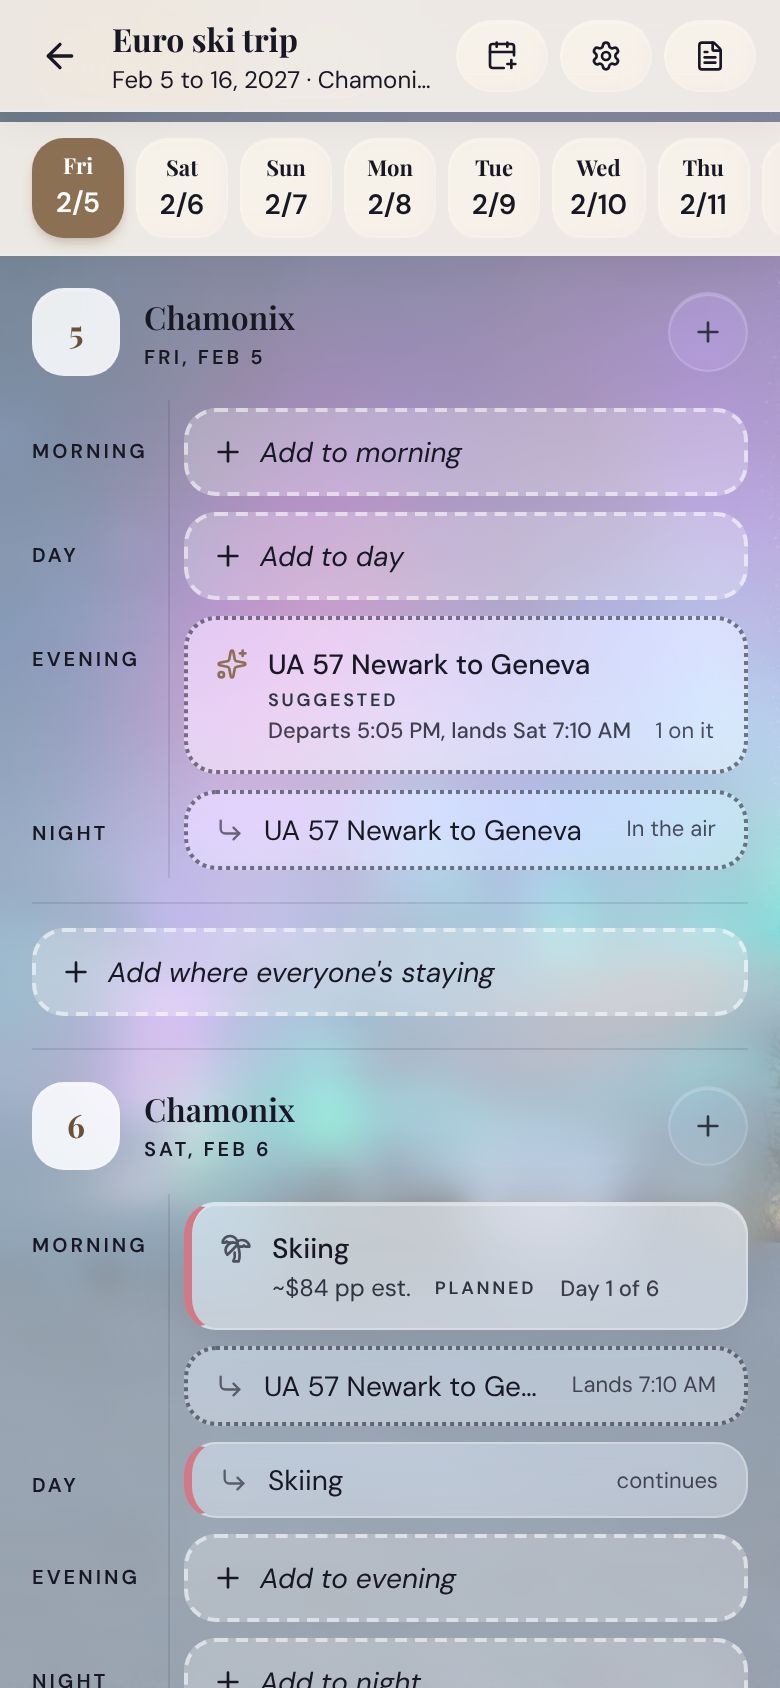 Euro ski trip
Feb 5 to 16, 2027 · Chamoni...
Fri
2/5
Sat
2/6
Sun
2/7
Mon
2/8
Tue
2/9
Wed
2/10
Thu
2/11
5
Chamonix
FRI, FEB 5
MORNING
Add to morning
DAY
Add to day
EVENING
UA 57 Newark to Geneva
SUGGESTED
Departs 5:05 PM, lands Sat 7:10 AM 1 on it
NIGHT
UA 57 Newark to Geneva In the air
Add where everyone's staying
6
Chamonix
SAT, FEB 6
MORNING
Skiing
~$84 pp est. PLANNED Day 1 of 6
UA 57 Newark to Ge... Lands 7:10 AM
DAY
Skiing continues
EVENING
Add to evening
NIGHT
Add to night